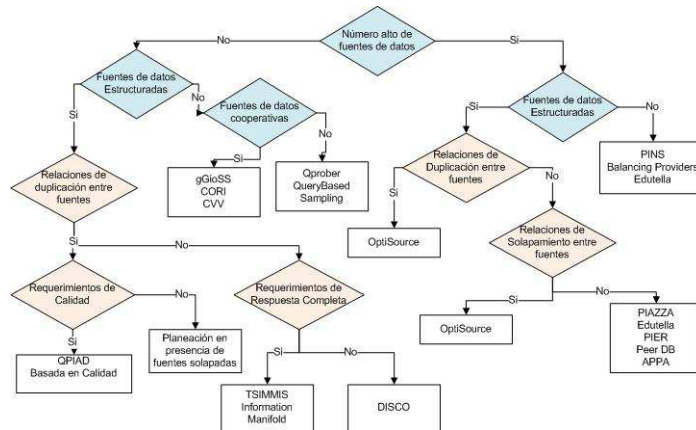 Número alto de
fuentes de datos
No
Si
Fuentes de datos
Estructuradas
No
Fuentes de datos
cooperativas
Si
Fuentes de datos
Estructuradas
Si
No
Si
No
Relaciones de
duplicación entre
fuentes
gGioSS
CORI
CVV
Qprober
QueryBased
Sampling
Relaciones de
Duplicación entre
fuentes
PINS
Balancing Providers
Edutella
Si
No
OptiSource
Relaciones de
Solapamiento entre
fuentes
Si
No
Requerimientos de
Calidad
No
Requerimientos de
Respuesta Completa
Si
No
Si
Planeación en
presencia de
fuentes solapadas
OptiSource
PIAZZA
Edutella
PIER
Peer DB
APPA
QPIAD
Basada en Calidad
Si
No
TSIMMIS
Information
Manifold
DISCO